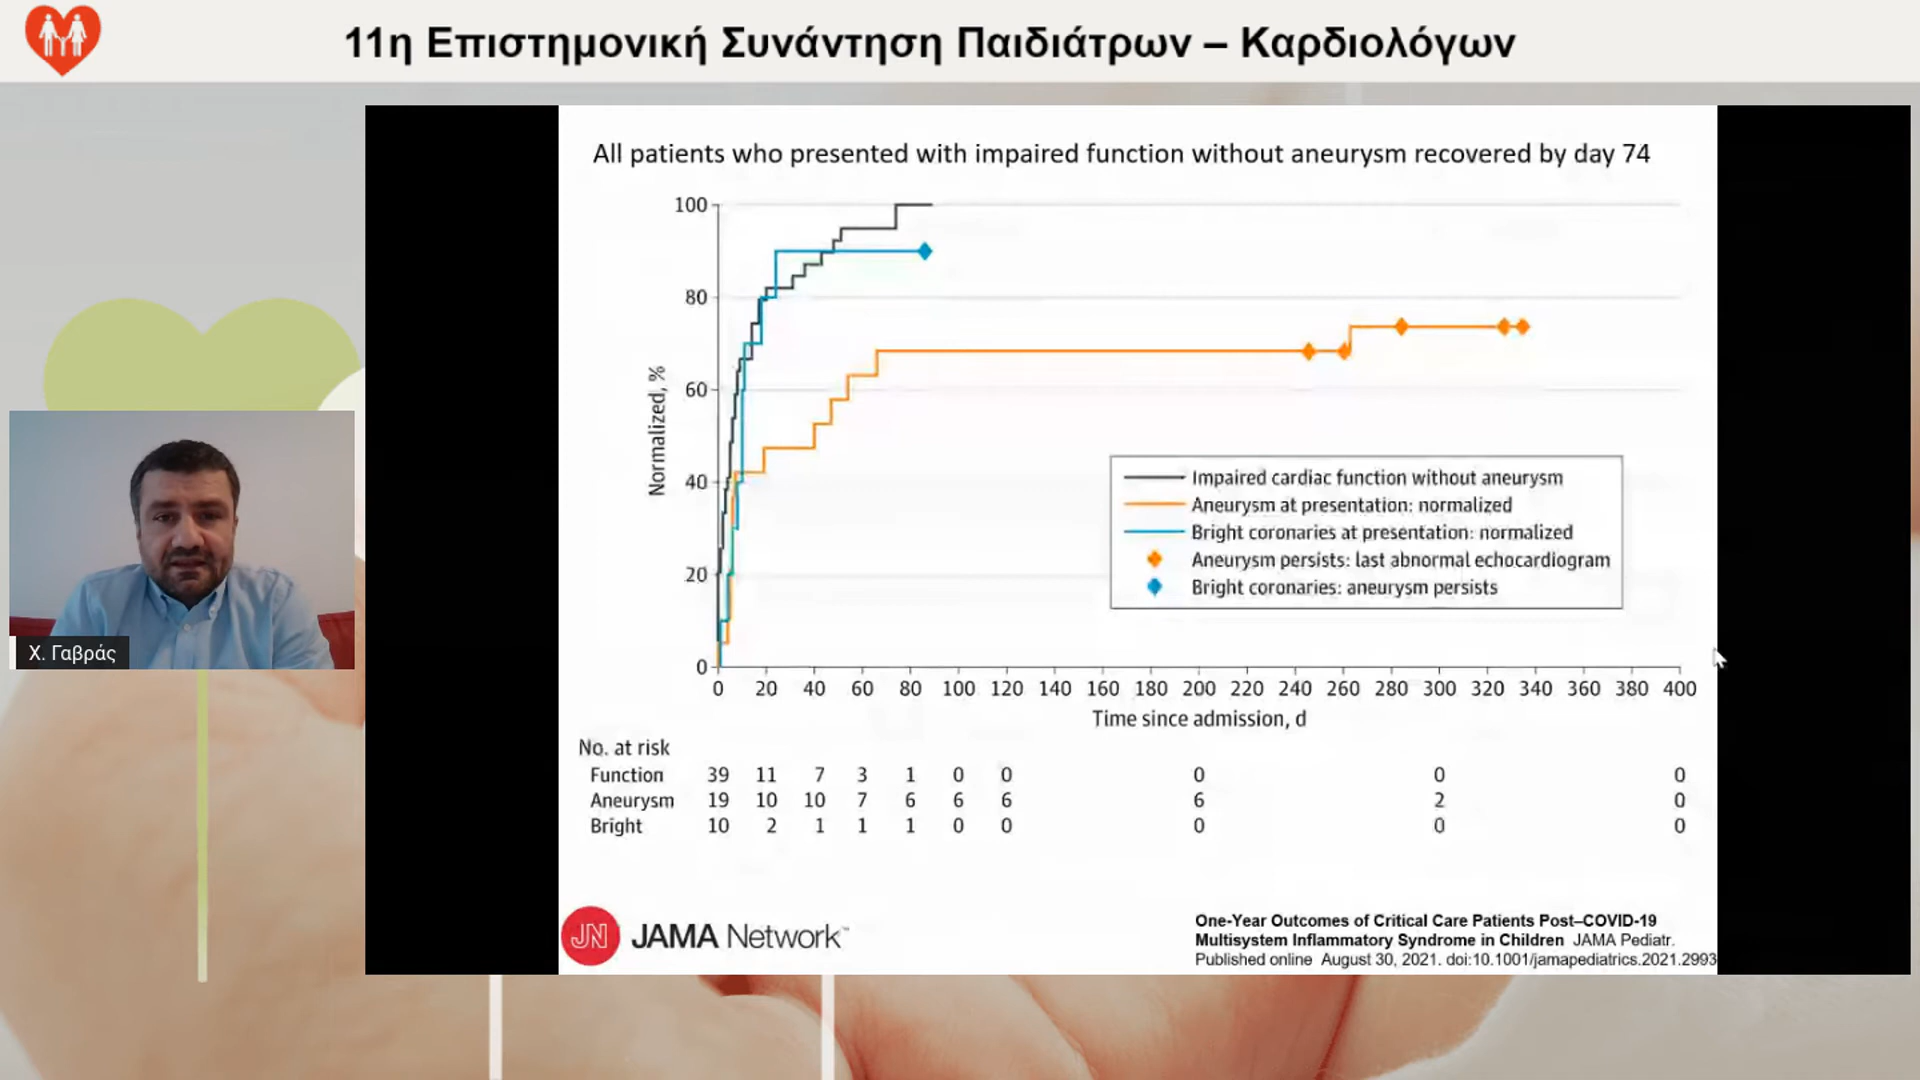 11η Επιστημονική Συνάντηση Παιδιάτρων – Καρδιολόγων
All patients who presented with impaired function without aneurysm recovered by day 74
100
80
60
40
20
0
Normalized, %
Impaired cardiac function without aneurysm
Aneurysm at presentation: normalized
Bright coronaries at presentation: normalized
Aneurysm persists: last abnormal echocardiogram
Bright coronaries: aneurysm persists
0 20 40 60 80 100 120 140 160 180 200 220 240 260 280 300 320 340 360 380 400
Time since admission, d
No. at risk
Function 39 11 7 3 1 0 0 0 0 0
Aneurysm 19 10 10 7 6 6 6 6 2 0
Bright 10 2 1 1 1 0 0 0 0 0
Χ. Γαβράς
JN JAMA Network™
One-Year Outcomes of Critical Care Patients Post–COVID-19
Multisystem Inflammatory Syndrome in Children JAMA Pediatr.
Published online August 30, 2021. doi:10.1001/jamapediatrics.2021.2993